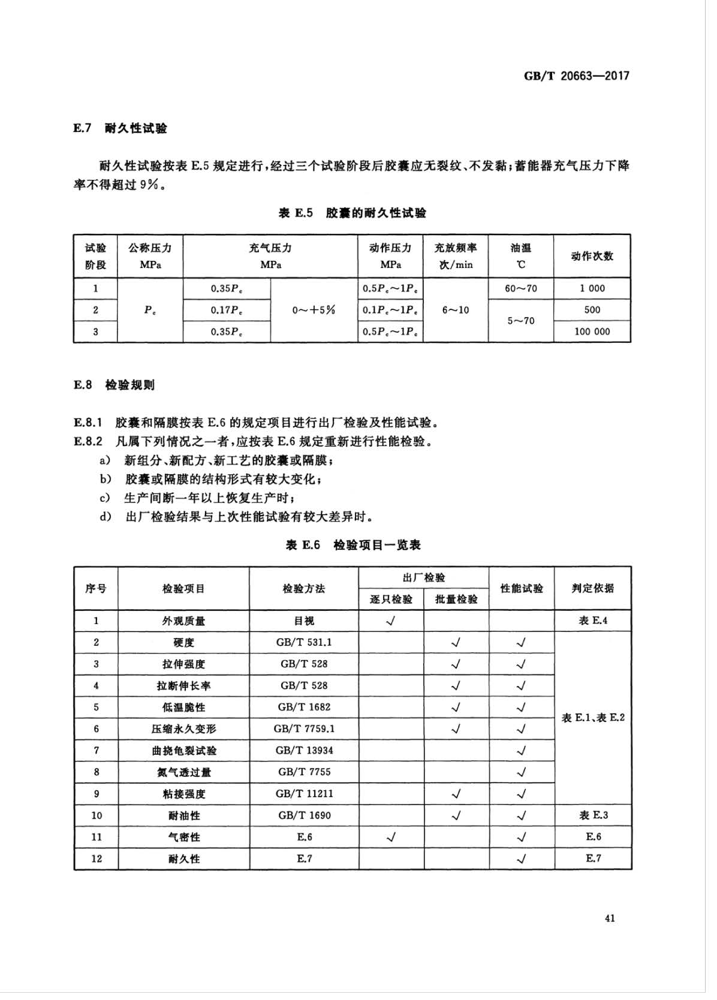 GB/T 20663—2017
E.7 耐久性试验
耐久性试验按表 E.5 规定进行,经过三个试验阶段后胶囊应无裂纹、不发黏;蓄能器充气压力下降
率不得超过 9%。
表 E.5 胶囊的耐久性试验
试验 公称压力 充气压力 动作压力 充放频率 油温 动作次数
阶段 MPa MPa MPa 次/min ℃
1 0.35Pc 0.5Pc～1Pc 60～70 1 000
2 Pc 0.17Pc 0～+5% 0.1Pc～1Pc 6～10 5～70 500
3 0.35Pc 0.5Pc～1Pc 100 000
E.8 检验规则
E.8.1 胶囊和隔膜按表 E.6 的规定项目进行出厂检验及性能试验。
E.8.2 凡属下列情况之一者,应按表 E.6 规定重新进行性能检验。
a) 新组分、新配方、新工艺的胶囊或隔膜;
b) 胶囊或隔膜的结构形式有较大变化;
c) 生产间断一年以上恢复生产时;
d) 出厂检验结果与上次性能试验有较大差异时。
表 E.6 检验项目一览表
序号 检验项目 检验方法 出厂检验 性能试验 判定依据
逐只检验 批量检验
1 外观质量 目视 √ 表 E.4
2 硬度 GB/T 531.1 √ √
3 拉伸强度 GB/T 528 √ √
4 拉断伸长率 GB/T 528 √ √
5 低温脆性 GB/T 1682 √ √
表 E.1、表 E.2
6 压缩永久变形 GB/T 7759.1 √ √
7 曲挠龟裂试验 GB/T 13934 √
8 氮气透过量 GB/T 7755 √
9 粘接强度 GB/T 11211 √ √
10 耐油性 GB/T 1690 √ √ 表 E.3
11 气密性 E.6 √ √ E.6
12 耐久性 E.7 √ E.7
41